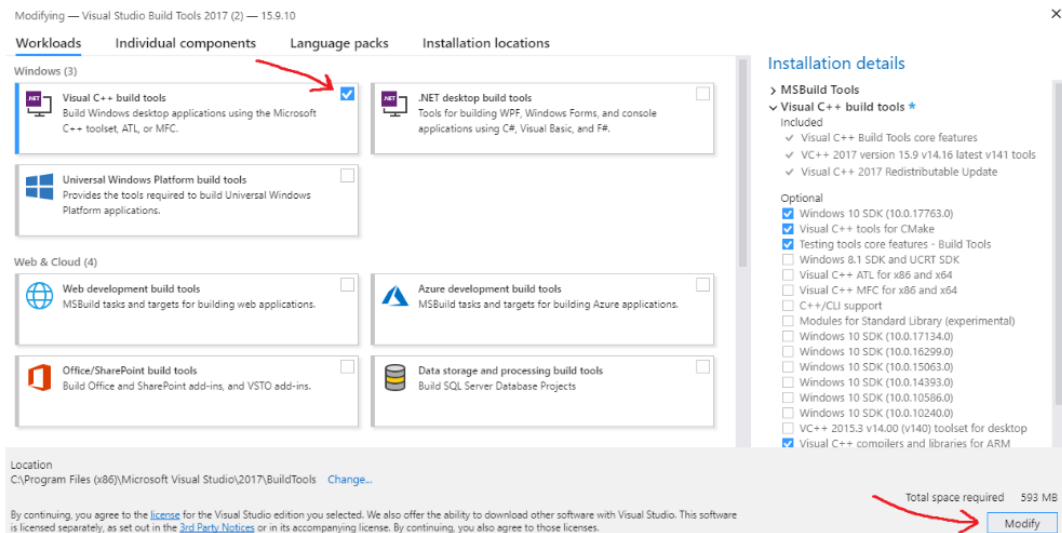 Modifying — Visual Studio Build Tools 2017 (2) — 15.9.10
Workloads
Individual components
Language packs
Installation locations
Windows (3)
.NET
Visual C++ build tools
Build Windows desktop applications using the Microsoft
C++ toolset, ATL, or MFC.
.NET
.NET desktop build tools
Tools for building WPF, Windows Forms, and console
applications using C#, Visual Basic, and F#.
Universal Windows Platform build tools
Provides the tools required to build Universal Windows
Platform applications.
Web & Cloud (4)
Web development build tools
MSBuild tasks and targets for building web applications.
Azure development build tools
MSBuild tasks and targets for building Azure applications.
Office/SharePoint build tools
Build Office and SharePoint add-ins, and VSTO add-ins.
Data storage and processing build tools
Build SQL Server Database Projects
Installation details
MSBuild Tools
Visual C++ build tools *
Included
Visual C++ Build Tools core features
VC++ 2017 version 15.9 v14.16 latest v141 tools
Visual C++ 2017 Redistributable Update
Optional
Windows 10 SDK (10.0.17763.0)
Visual C++ tools for CMake
Testing tools core features - Build Tools
Windows 8.1 SDK and UCRT SDK
Visual C++ ATL for x86 and x64
Visual C++ MFC for x86 and x64
C++/CLI support
Modules for Standard Library (experimental)
Windows 10 SDK (10.0.17134.0)
Windows 10 SDK (10.0.16299.0)
Windows 10 SDK (10.0.15063.0)
Windows 10 SDK (10.0.14393.0)
Windows 10 SDK (10.0.10586.0)
Windows 10 SDK (10.0.10240.0)
VC++ 2015.3 v14.00 (v140) toolset for desktop
Visual C++ compilers and libraries for ARM
Location
C:\Program Files (x86)\Microsoft Visual Studio\2017\BuildTools Change...
By continuing, you agree to the license for the Visual Studio edition you selected. We also offer the ability to download other software with Visual Studio. This software
is licensed separately, as set out in the 3rd Party Notices or in its accompanying license. By continuing, you also agree to those licenses.
Total space required 593 MB
Modify